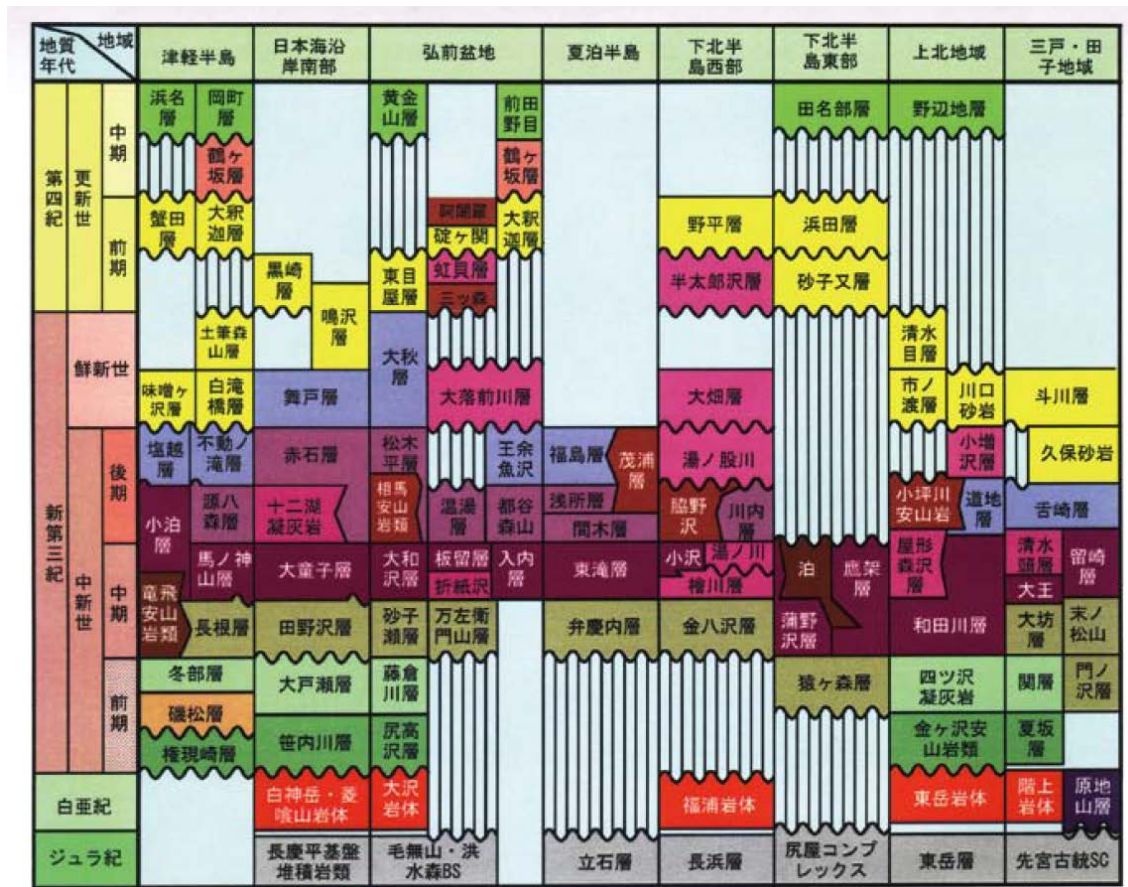 地質年代
地域
津軽半島
日本海沿
岸南部
弘前盆地
夏泊半島
下北半
島西部
下北半
島東部
上北地域
三戸・田
子地域
第四紀
更新世
中期
浜名
層
岡町
層
黄金
山層
前田
野目
田名部層
野辺地層
鶴ヶ
坂層
鶴ヶ
坂層
前期
蟹田
層
大釈
迦層
阿闍羅
碇ヶ関
大釈
迦層
野平層
浜田層
黒崎
層
鳴沢
層
東目
屋層
虹貝層
三ッ森
半太郎沢層
砂子又層
新第三紀
鮮新世
土筆森
山層
大秋
層
清水
目層
味噌ヶ
沢層
白滝
橋層
舞戸層
大落前川層
大畑層
市ノ
渡層
川口
砂岩
斗川層
中新世
後期
塩越
層
不動ノ
滝層
赤石層
松木
平層
王余
魚沢
福島層
茂浦
層
湯ノ股川
小増
沢層
久保砂岩
小泊
層
源八
森層
十二湖
凝灰岩
相馬
安山
岩類
温湯
層
都谷
森山
浅所層
間木層
脇野
沢
川内
層
小坪川
安山岩
道地
層
舌崎層
中期
馬ノ神
山層
大童子層
大和
沢層
板留層
折紙沢
入内
層
東滝層
小沢
湯ノ川
檜川層
泊
鷹架
層
屋形
森沢
層
清水
頭層
大王
留崎
層
竜飛
安山
岩類
長根層
田野沢層
砂子
瀬層
万左衛
門山層
弁慶内層
金八沢層
蒲野
沢層
和田川層
大坊
層
末ノ
松山
前期
冬部層
大戸瀬層
藤倉
川層
猿ヶ森層
四ツ沢
凝灰岩
関層
門ノ
沢層
磯松層
権現崎層
笹内川層
尻高
沢層
金ヶ沢安
山岩類
夏坂
層
白亜紀
白神岳・菱
喰山岩体
大沢
岩体
福浦岩体
東岳岩体
階上
岩体
原地
山層
ジュラ紀
長慶平基盤
堆積岩類
毛無山・洪
水森BS
立石層
長浜層
尻屋コンプ
レックス
東岳層
先宮古統SC